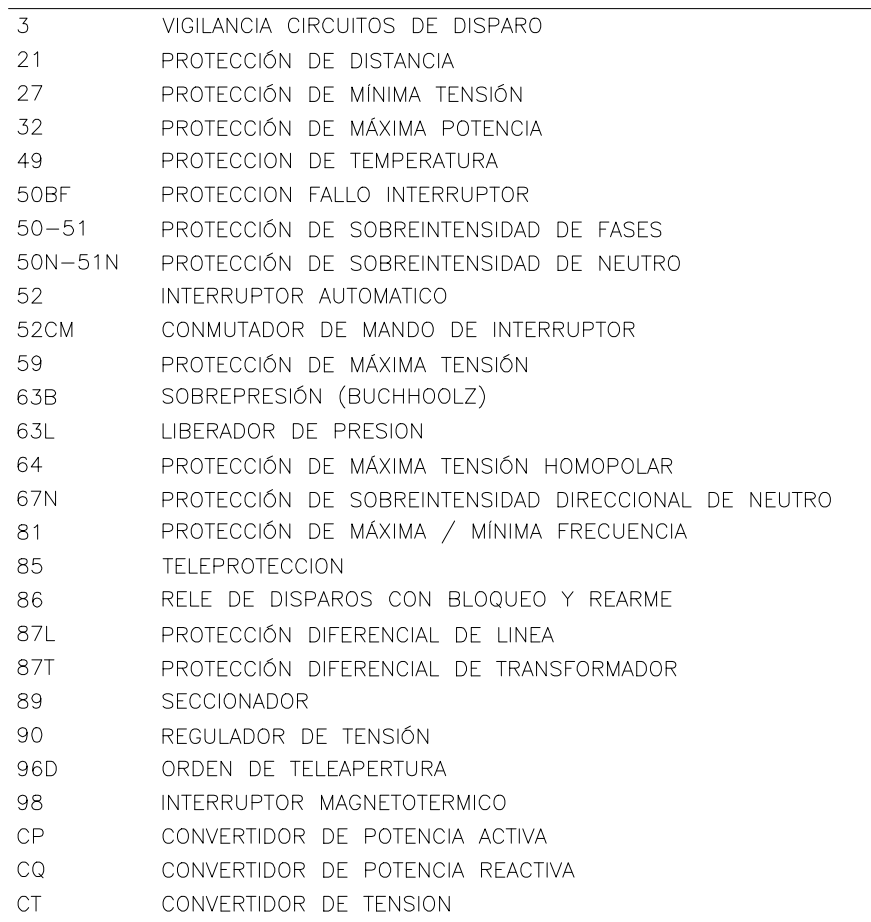 3 VIGILANCIA CIRCUITOS DE DISPARO
21 PROTECCIÓN DE DISTANCIA
27 PROTECCIÓN DE MÍNIMA TENSIÓN
32 PROTECCIÓN DE MÁXIMA POTENCIA
49 PROTECCION DE TEMPERATURA
50BF PROTECCION FALLO INTERRUPTOR
50-51 PROTECCIÓN DE SOBREINTENSIDAD DE FASES
50N-51N PROTECCIÓN DE SOBREINTENSIDAD DE NEUTRO
52 INTERRUPTOR AUTOMATICO
52CM CONMUTADOR DE MANDO DE INTERRUPTOR
59 PROTECCIÓN DE MÁXIMA TENSIÓN
63B SOBREPRESIÓN (BUCHHOOLZ)
63L LIBERADOR DE PRESION
64 PROTECCIÓN DE MÁXIMA TENSIÓN HOMOPOLAR
67N PROTECCIÓN DE SOBREINTENSIDAD DIRECCIONAL DE NEUTRO
81 PROTECCIÓN DE MÁXIMA / MÍNIMA FRECUENCIA
85 TELEPROTECCION
86 RELE DE DISPAROS CON BLOQUEO Y REARME
87L PROTECCIÓN DIFERENCIAL DE LINEA
87T PROTECCIÓN DIFERENCIAL DE TRANSFORMADOR
89 SECCIONADOR
90 REGULADOR DE TENSIÓN
96D ORDEN DE TELEAPERTURA
98 INTERRUPTOR MAGNETOTERMICO
CP CONVERTIDOR DE POTENCIA ACTIVA
CQ CONVERTIDOR DE POTENCIA REACTIVA
CT CONVERTIDOR DE TENSION